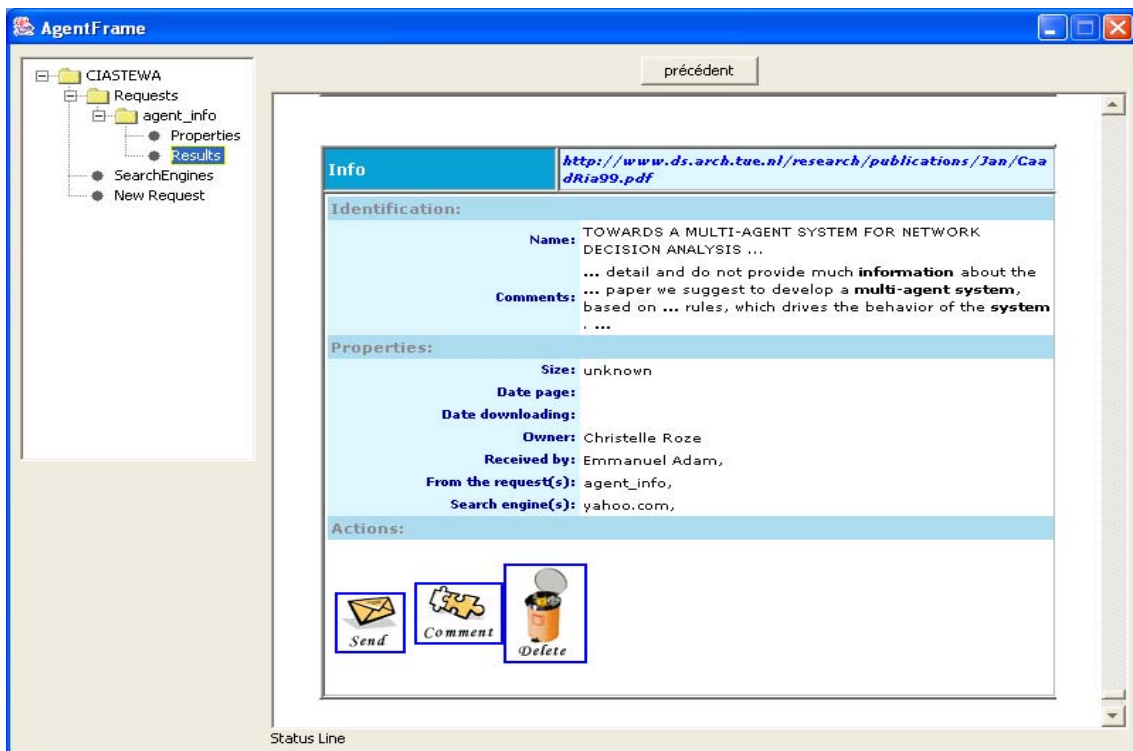 AgentFrame
CIASTEWA
Requests
agent_info
Properties
Results
SearchEngines
New Request
précédent
Info
http://www.ds.arch.tue.nl/research/publications/Jan/Caa
dRia99.pdf
Identification:
Name: TOWARDS A MULTI-AGENT SYSTEM FOR NETWORK
DECISION ANALYSIS ...
Comments: ... detail and do not provide much information about the
... paper we suggest to develop a multi-agent system,
based on ... rules, which drives the behavior of the system
. ...
Properties:
Size: unknown
Date page:
Date downloading:
Owner: Christelle Roze
Received by: Emmanuel Adam,
From the request(s): agent_info,
Search engine(s): yahoo.com,
Actions:
Send
Comment
Delete
Status Line